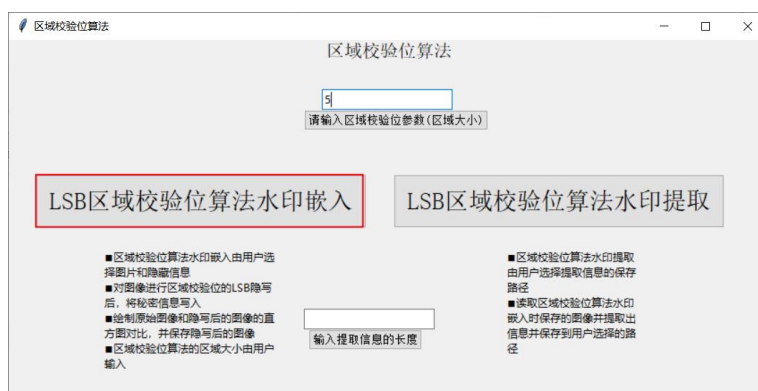 区域校验位算法
区域校验位算法
5
请输入区域校验位参数(区域大小)
LSB区域校验位算法水印嵌入
LSB区域校验位算法水印提取
■区域校验位算法水印嵌入由用户选
择图片和隐藏信息
■对图像进行区域校验位的LSB隐写
后，将秘密信息写入
■绘制原始图像和隐写后的图像的直
方图对比，并保存隐写后的图像
■区域校验位算法的区域大小由用户
输入
输入提取信息的长度
■区域校验位算法水印提取
由用户选择提取信息的保存
路径
■读取区域校验位算法水印
嵌入时保存的图像并提取出
信息并保存到用户选择的路
径